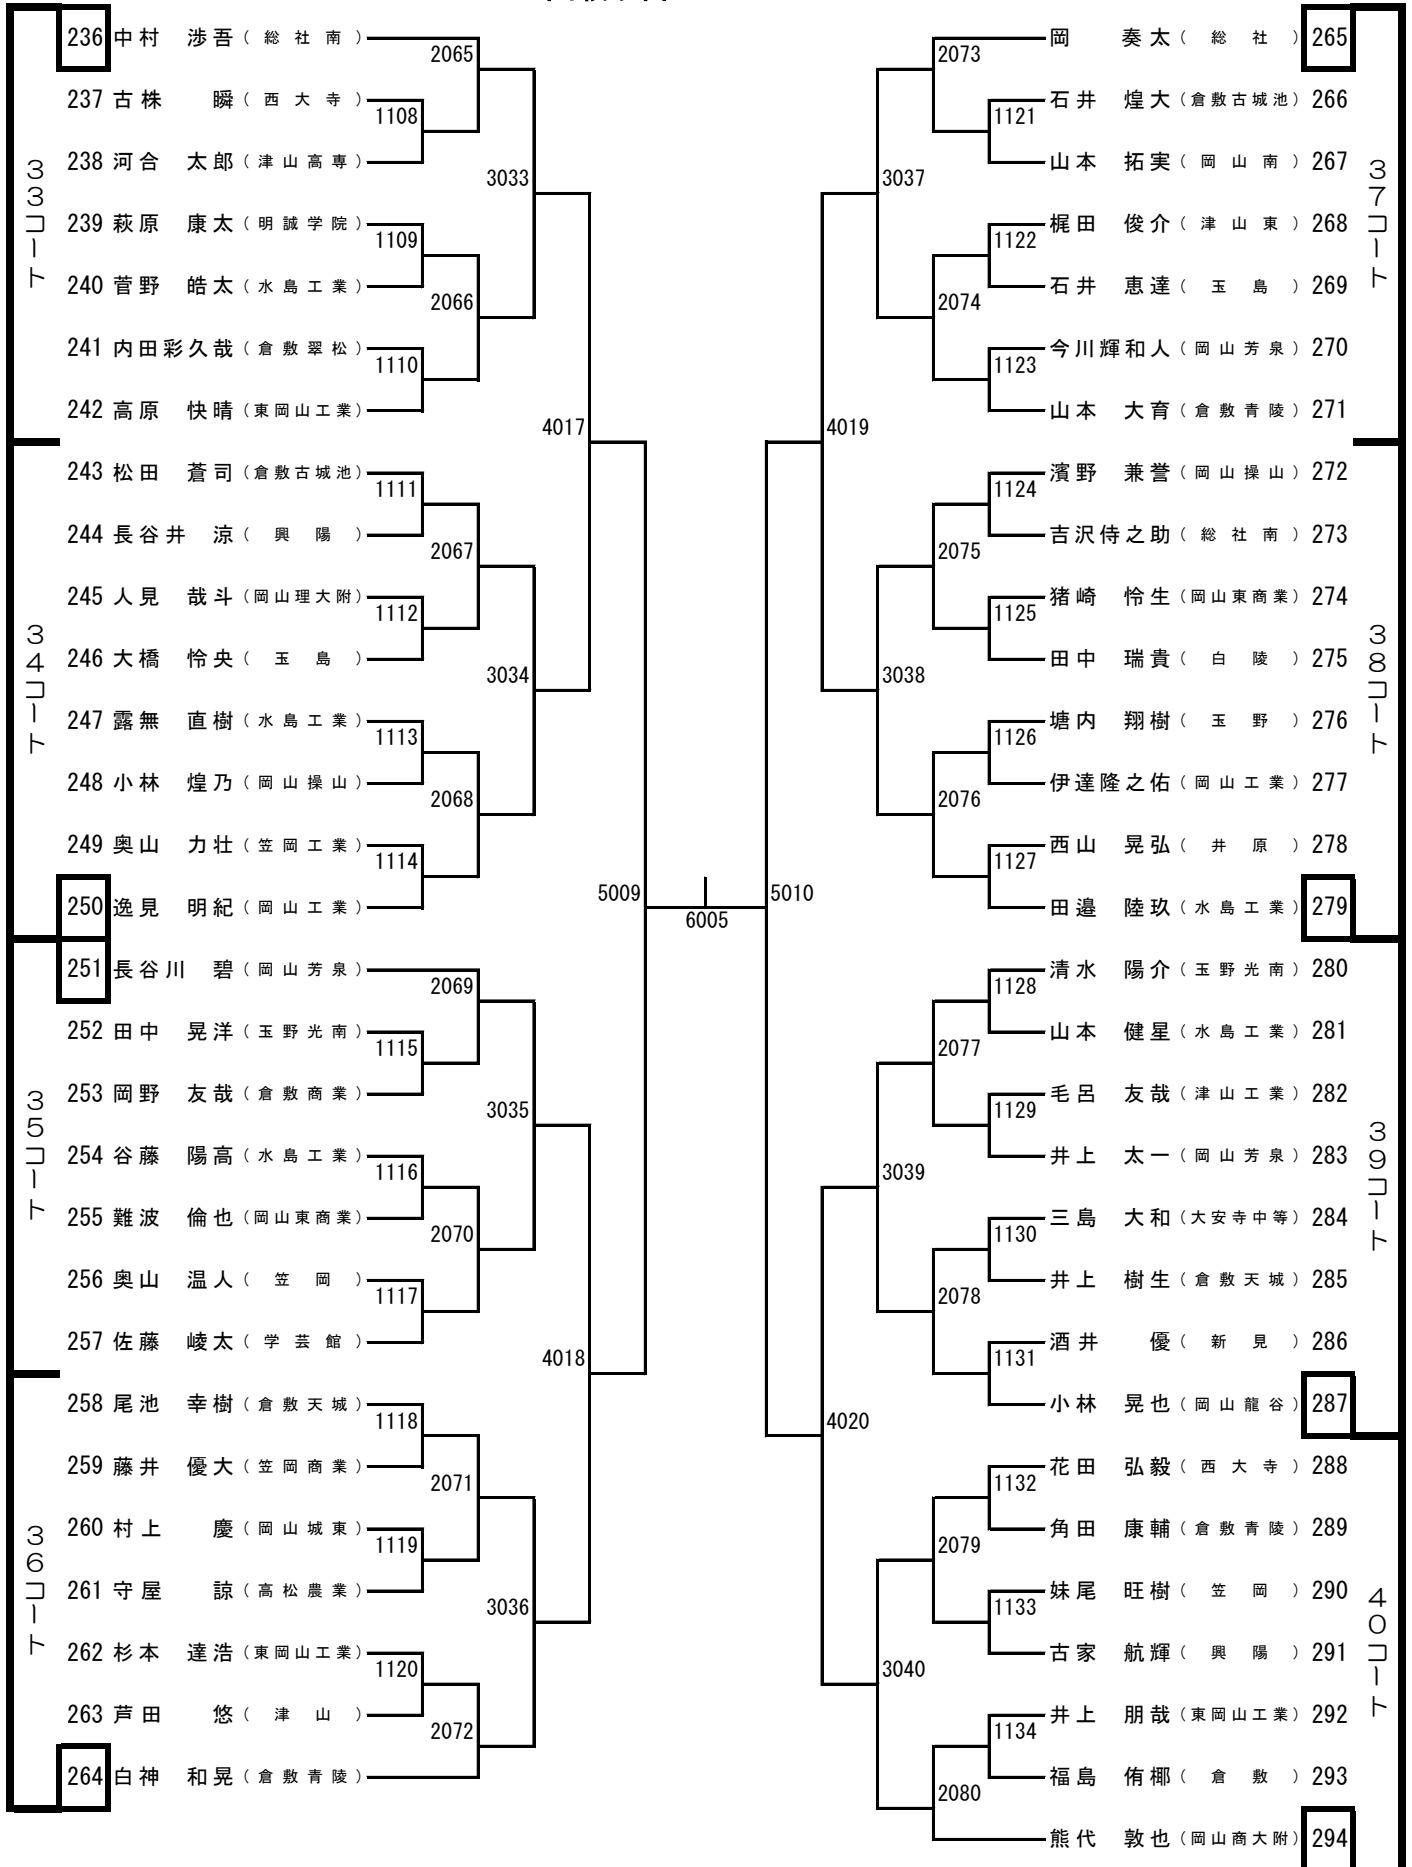 33コート
236 中村 渉吾 (総社南)
237 古株 瞬 (西大寺)
238 河合 太郎 (津山高専)
239 萩原 康太 (明誠学院)
240 菅野 皓太 (水島工業)
241 内田彩久哉 (倉敷翠松)
242 高原 快晴 (東岡山工業)
34コート
243 松田 蒼司 (倉敷古城池)
244 長谷井 涼 (興陽)
245 人見 哉斗 (岡山理大附)
246 大橋 怜央 (玉島)
247 露無 直樹 (水島工業)
248 小林 煌乃 (岡山操山)
249 奥山 力壮 (笠岡工業)
250 逸見 明紀 (岡山工業)
35コート
251 長谷川 碧 (岡山芳泉)
252 田中 晃洋 (玉野光南)
253 岡野 友哉 (倉敷商業)
254 谷藤 陽高 (水島工業)
255 難波 倫也 (岡山東商業)
256 奥山 温人 (笠岡)
257 佐藤 崚太 (学芸館)
36コート
258 尾池 幸樹 (倉敷天城)
259 藤井 優大 (笠岡商業)
260 村上 慶 (岡山城東)
261 守屋 諒 (高松農業)
262 杉本 達浩 (東岡山工業)
263 芦田 悠 (津山)
264 白神 和晃 (倉敷青陵)
1108
1109
1110
1111
1112
1113
1114
1115
1116
1117
1118
1119
1120
2065
2066
2067
2068
2069
2070
2071
2072
3033
3034
3035
3036
4017
4018
5009
6005
5010
4019
4020
3037
3038
3039
3040
2073
2074
2075
2076
2077
2078
2079
2080
1121
1122
1123
1124
1125
1126
1127
1128
1129
1130
1131
1132
1133
1134
37コート
岡 奏太 (総社) 265
石井 煌大 (倉敷古城池) 266
山本 拓実 (岡山南) 267
梶田 俊介 (津山東) 268
石井 恵達 (玉島) 269
今川輝和人 (岡山芳泉) 270
山本 大育 (倉敷青陵) 271
38コート
濱野 兼誉 (岡山操山) 272
吉沢侍之助 (総社南) 273
猪崎 怜生 (岡山東商業) 274
田中 瑞貴 (白陵) 275
塘内 翔樹 (玉野) 276
伊達隆之佑 (岡山工業) 277
西山 晃弘 (井原) 278
田邉 陸玖 (水島工業) 279
39コート
清水 陽介 (玉野光南) 280
山本 健星 (水島工業) 281
毛呂 友哉 (津山工業) 282
井上 太一 (岡山芳泉) 283
三島 大和 (大安寺中等) 284
井上 樹生 (倉敷天城) 285
酒井 優 (新見) 286
小林 晃也 (岡山龍谷) 287
40コート
花田 弘毅 (西大寺) 288
角田 康輔 (倉敷青陵) 289
妹尾 旺樹 (笠岡) 290
古家 航輝 (興陽) 291
井上 朋哉 (東岡山工業) 292
福島 侑椰 (倉敷) 293
熊代 敦也 (岡山商大附) 294